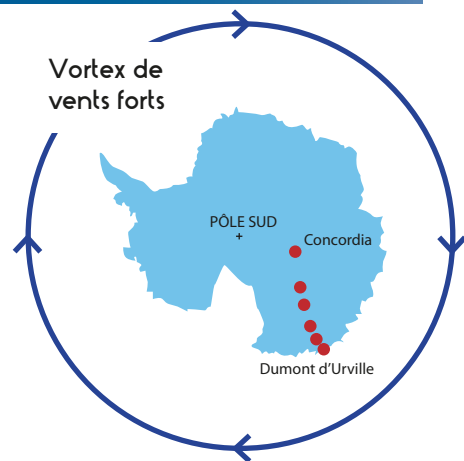 Vortex de
vents forts
PÔLE SUD
Concordia
Dumont d'Urville